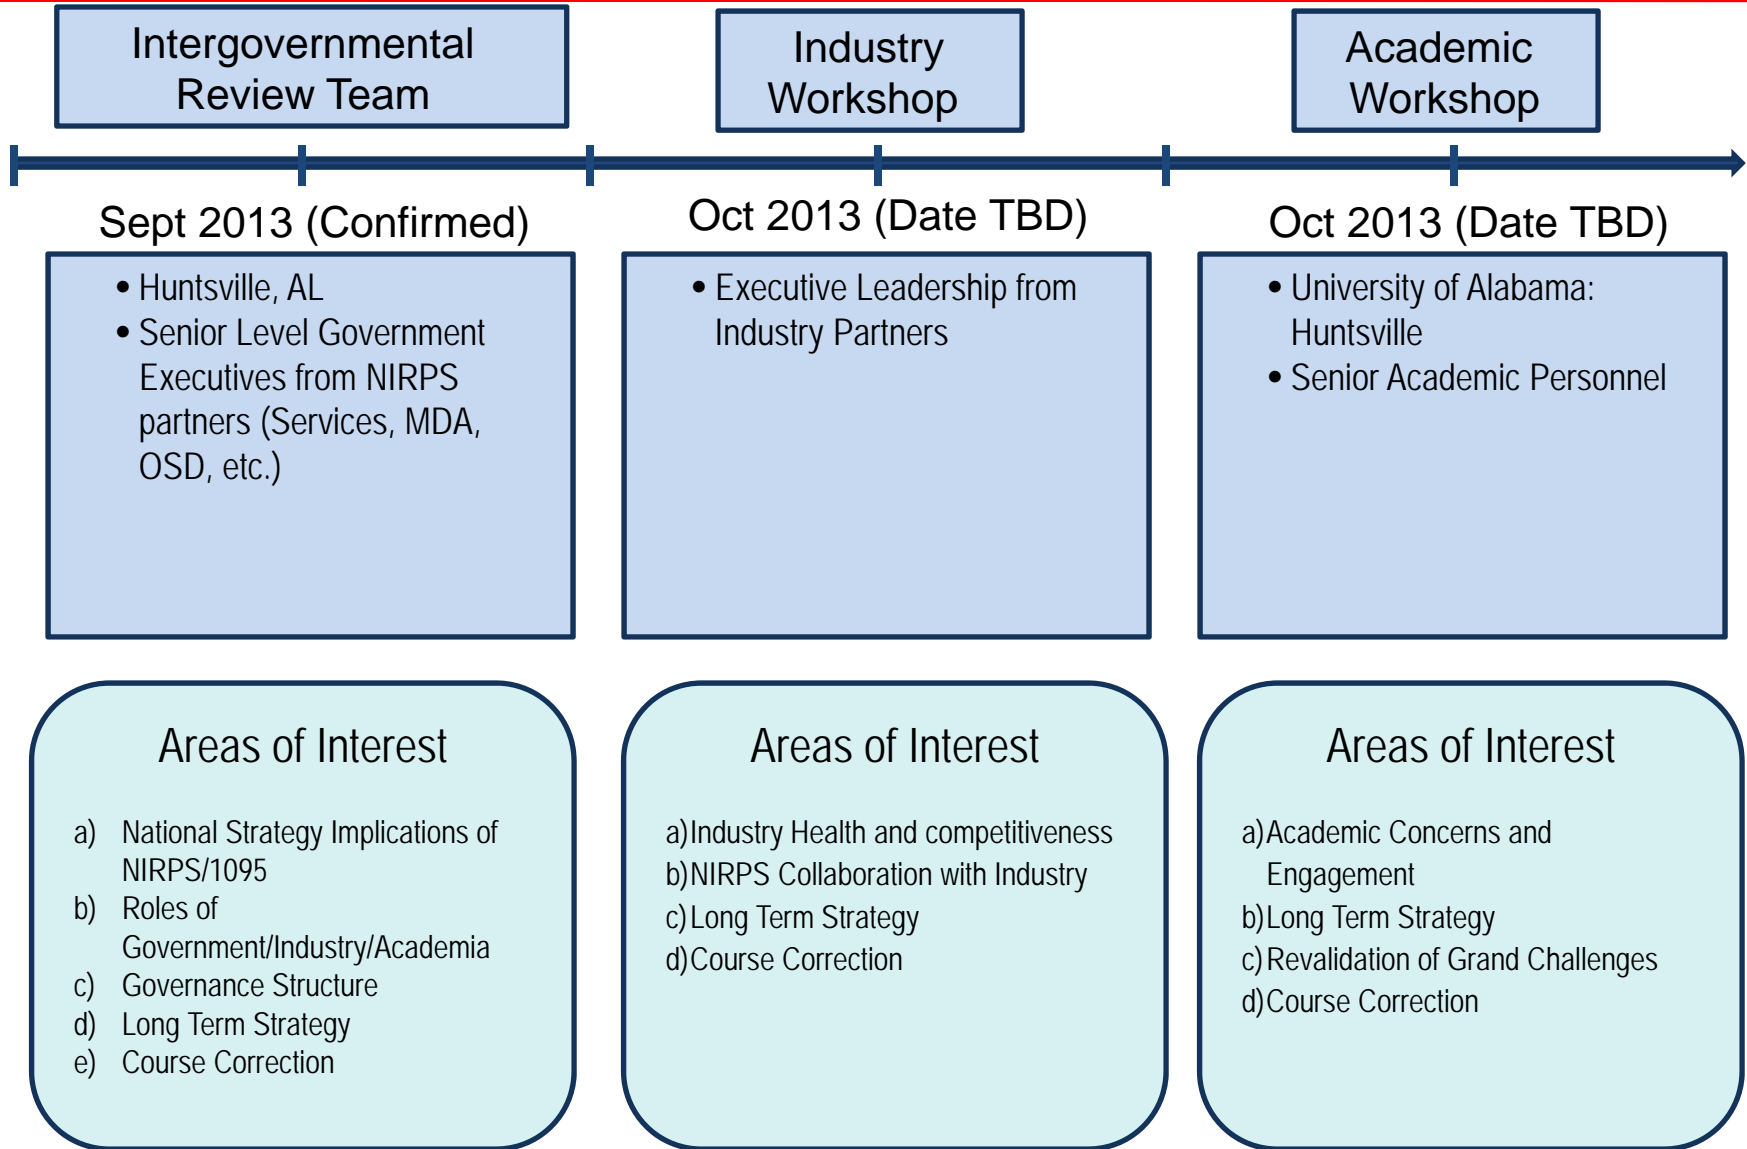 Intergovernmental
Review Team
Industry
Workshop
Academic
Workshop
Sept 2013 (Confirmed)
Oct 2013 (Date TBD)
Oct 2013 (Date TBD)
• Huntsville, AL
• Senior Level Government
Executives from NIRPS
partners (Services, MDA,
OSD, etc.)
• Executive Leadership from
Industry Partners
• University of Alabama:
Huntsville
• Senior Academic Personnel
Areas of Interest
a) National Strategy Implications of
NIRPS/1095
b) Roles of
Government/Industry/Academia
c) Governance Structure
d) Long Term Strategy
e) Course Correction
Areas of Interest
a)Industry Health and competitiveness
b)NIRPS Collaboration with Industry
c)Long Term Strategy
d)Course Correction
Areas of Interest
a)Academic Concerns and
Engagement
b)Long Term Strategy
c)Revalidation of Grand Challenges
d)Course Correction